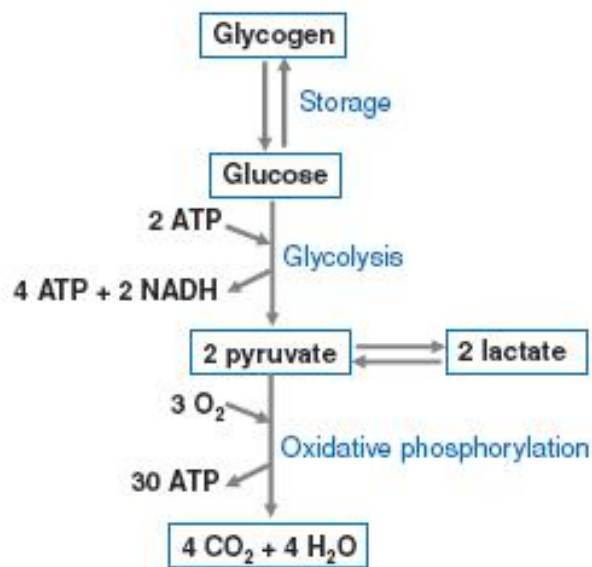 Glycogen
Storage
Glucose
2 ATP
Glycolysis
4 ATP + 2 NADH
2 pyruvate
2 lactate
3 O₂
Oxidative phosphorylation
30 ATP
4 CO₂ + 4 H₂O